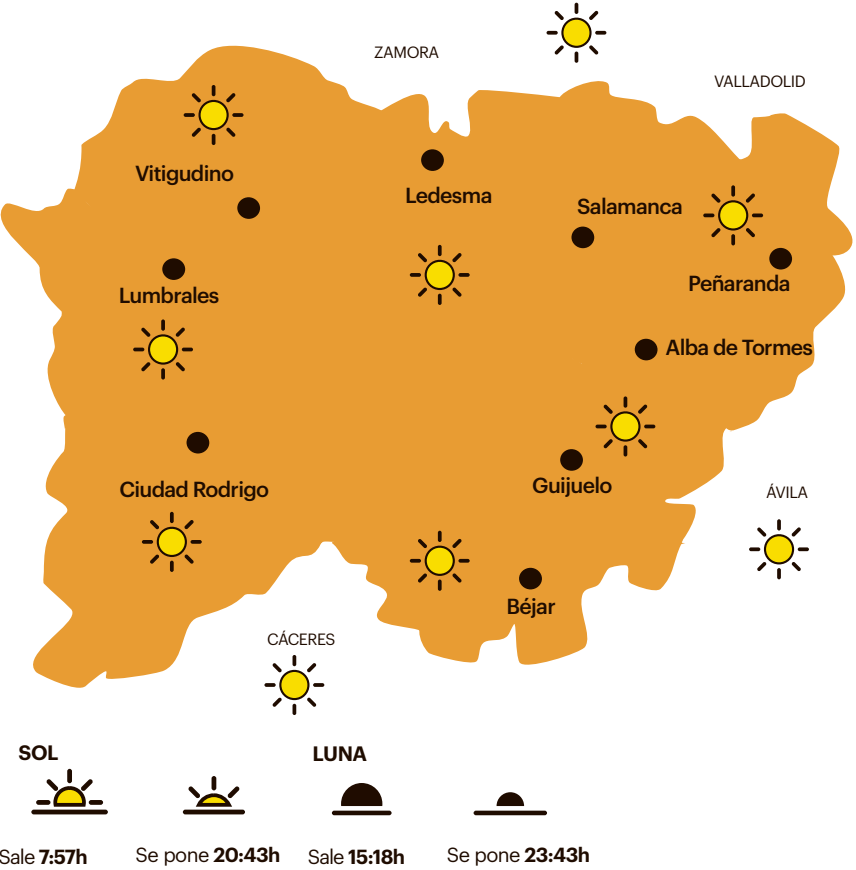 ZAMORA
VALLADOLID
Vitigudino
Ledesma
Salamanca
Peñaranda
Lumbrales
Alba de Tormes
Ciudad Rodrigo
Guijuelo
ÁVILA
Béjar
CÁCERES
SOL
LUNA
Sale 7:57h
Se pone 20:43h
Sale 15:18h
Se pone 23:43h